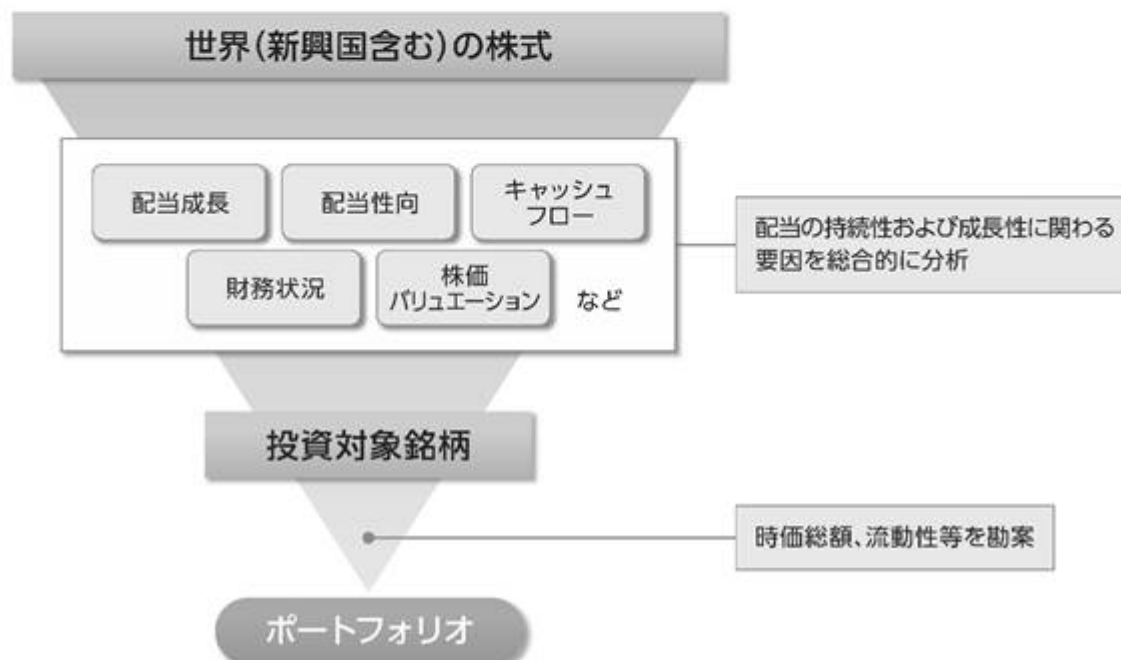 世界(新興国含む)の株式
配当成長
配当性向
キャッシュ
フロー
財務状況
株価
バリュエーション
など
配当の持続性および成長性に関わる
要因を総合的に分析
投資対象銘柄
時価総額、流動性等を勘案
ポートフォリオ